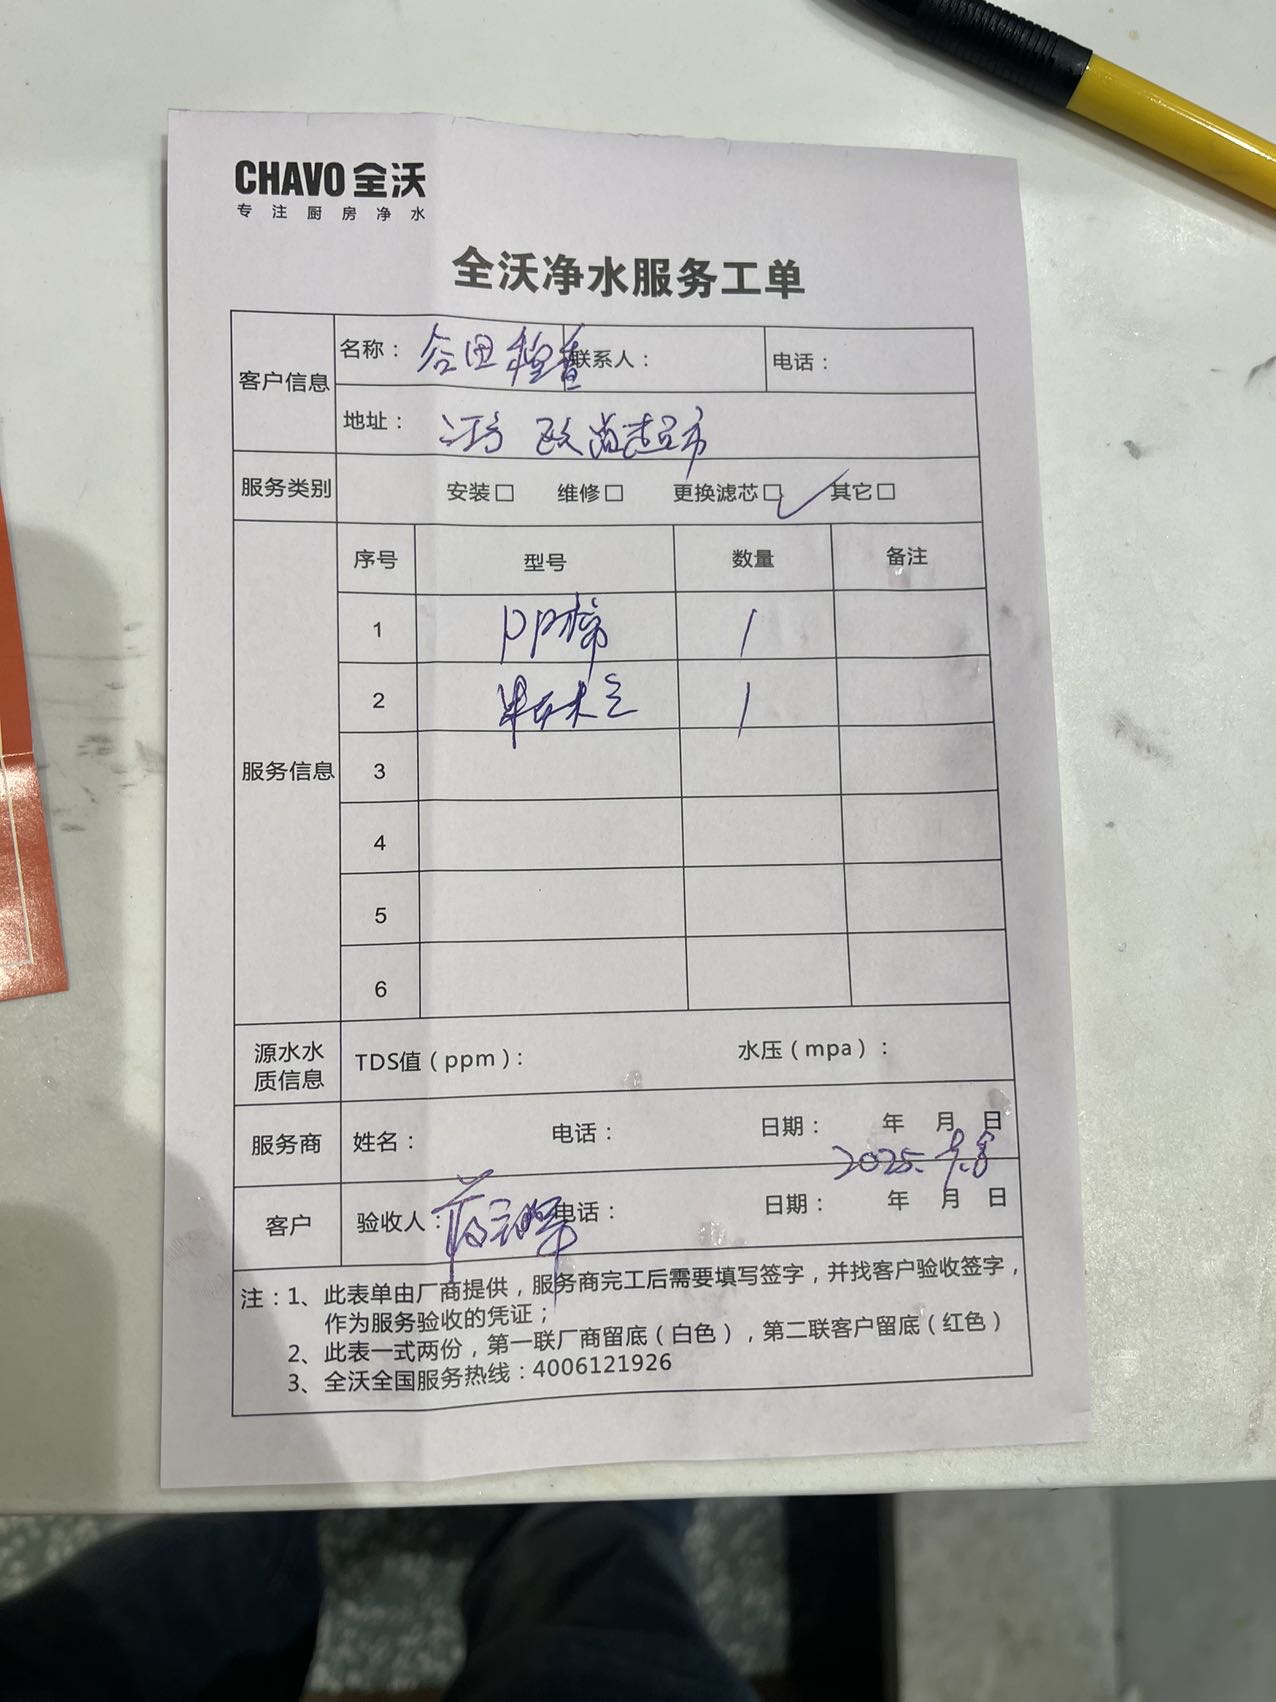 CHAVO 全沃
专注厨房净水
全沃净水服务工单
客户信息
名称： 谷田稻香 联系人： 电话：
地址：
服务类别 安装□ 维修□ 更换滤芯□ ✓ 其它□
服务信息
序号 型号 数量 备注
1 PP棉 1
2 1
3
4
5
6
源水水质信息 TDS值（ppm）： 水压（mpa）：
服务商 姓名： 电话： 日期： 年 月 日
2025.9.8
客户 验收人： 电话： 日期： 年 月 日
注：1、此表单由厂商提供，服务商完工后需要填写签字，并找客户验收签字，
作为服务验收的凭证；
2、此表一式两份，第一联厂商留底（白色），第二联客户留底（红色）
3、全沃全国服务热线：4006121926